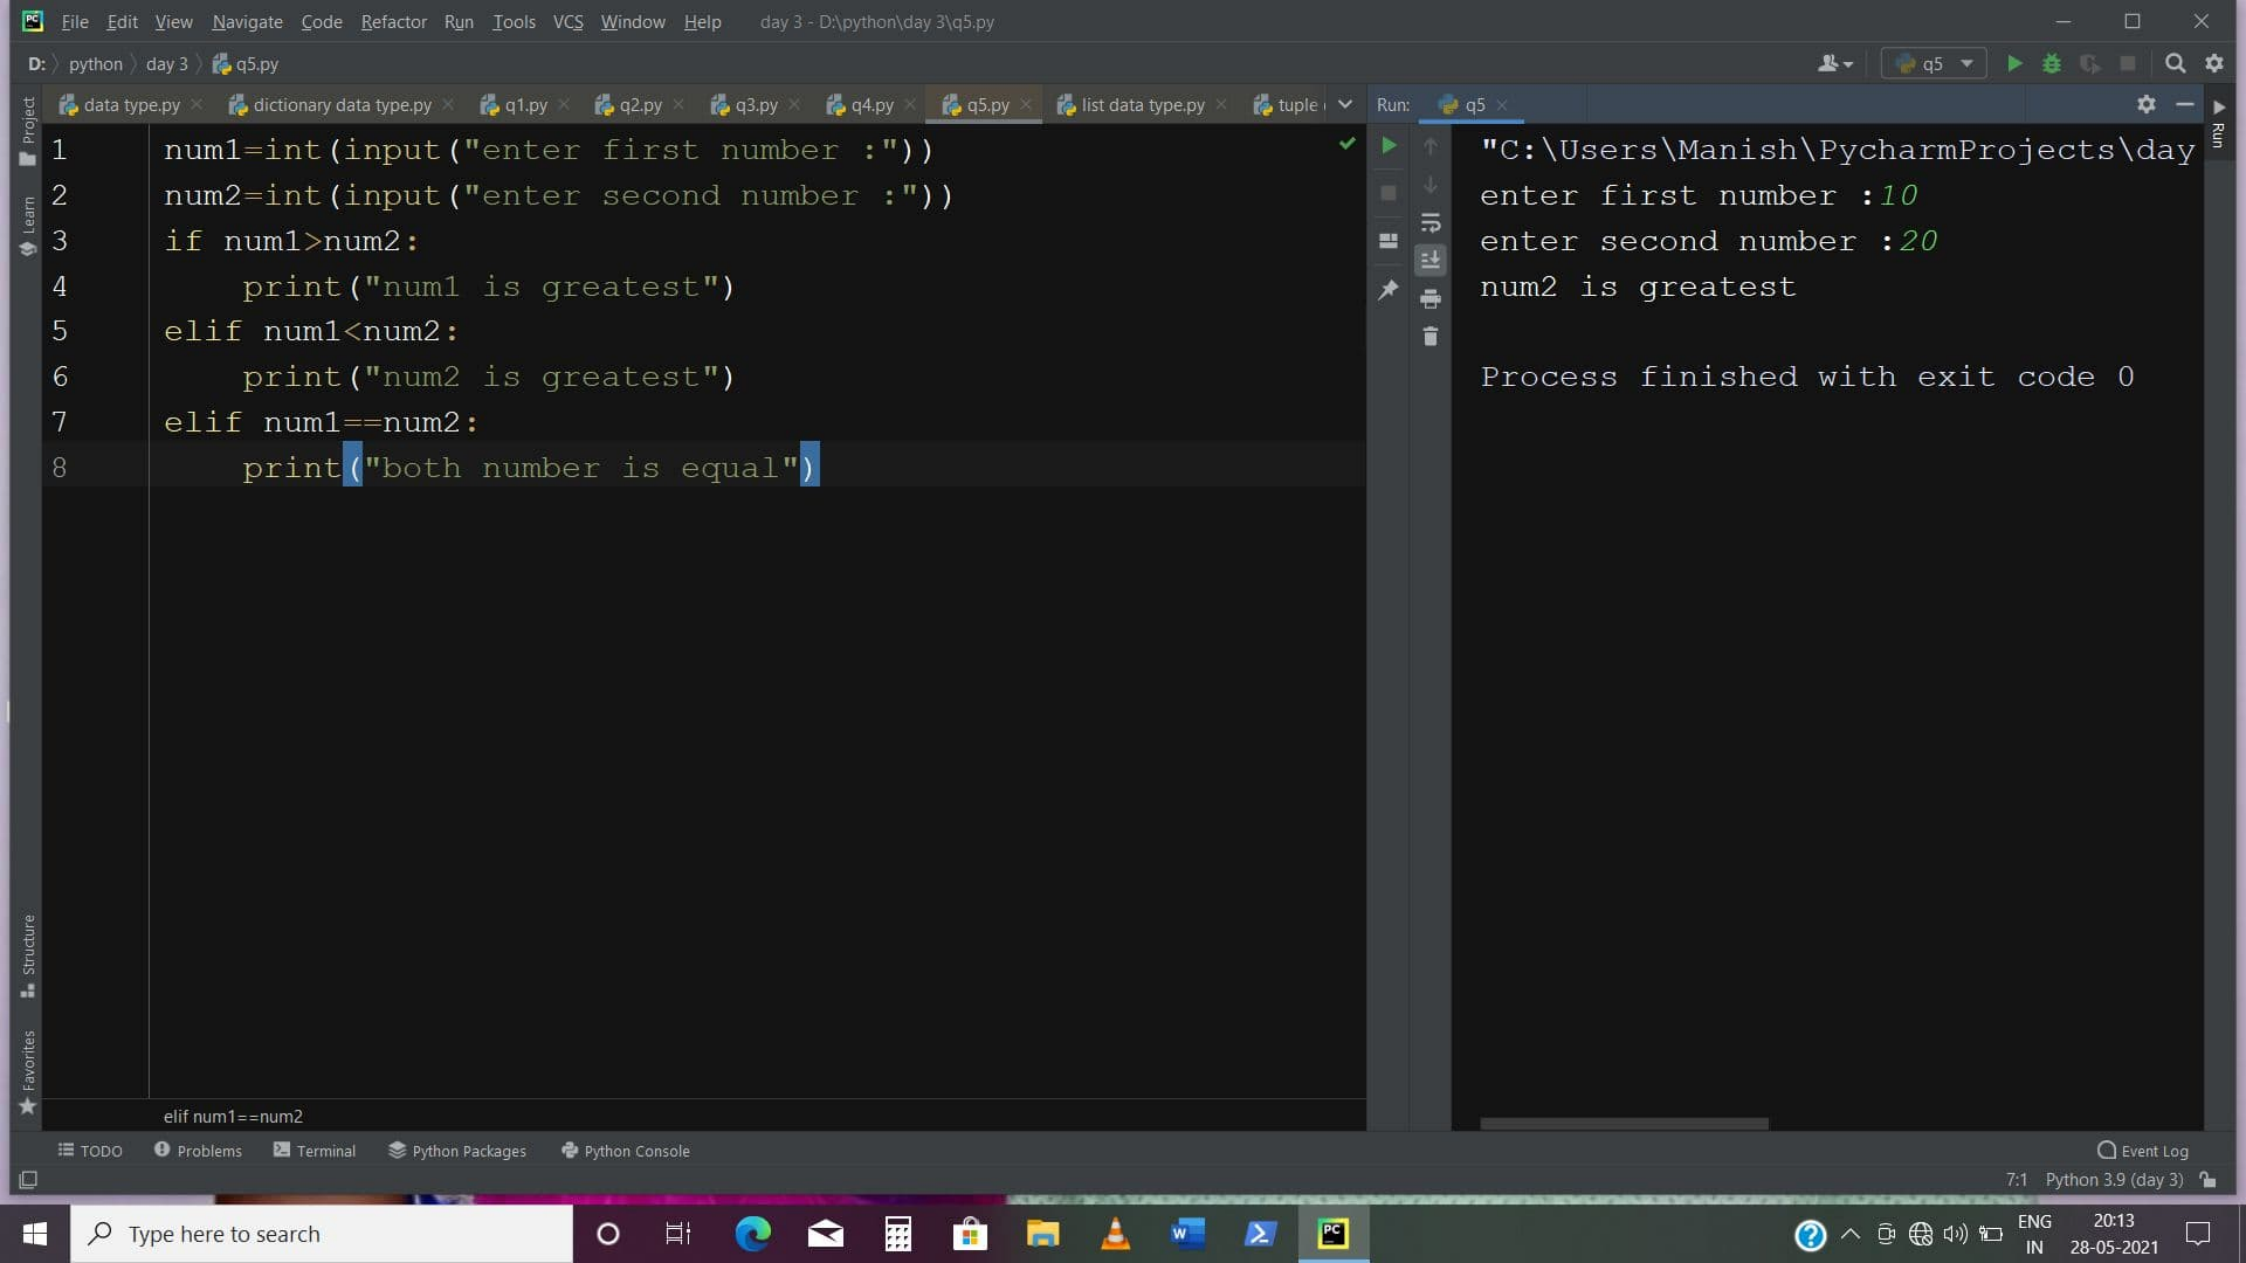 PC File Edit View Navigate Code Refactor Run Tools VCS Window Help day 3 - D:\python\day 3\q5.py
D: python day 3 q5.py q5
Project
Learn
Structure
Favorites
data type.py dictionary data type.py q1.py q2.py q3.py q4.py q5.py list data type.py tuple
1 num1=int(input("enter first number :"))
2 num2=int(input("enter second number :"))
3 if num1>num2:
4     print("num1 is greatest")
5 elif num1<num2:
6     print("num2 is greatest")
7 elif num1==num2:
8     print("both number is equal")
elif num1==num2
Run: q5
Run
"C:\Users\Manish\PycharmProjects\day
enter first number :10
enter second number :20
num2 is greatest
Process finished with exit code 0
TODO Problems Terminal Python Packages Python Console Event Log
7:1 Python 3.9 (day 3)
Type here to search
W
PC
ENG
IN
20:13
28-05-2021